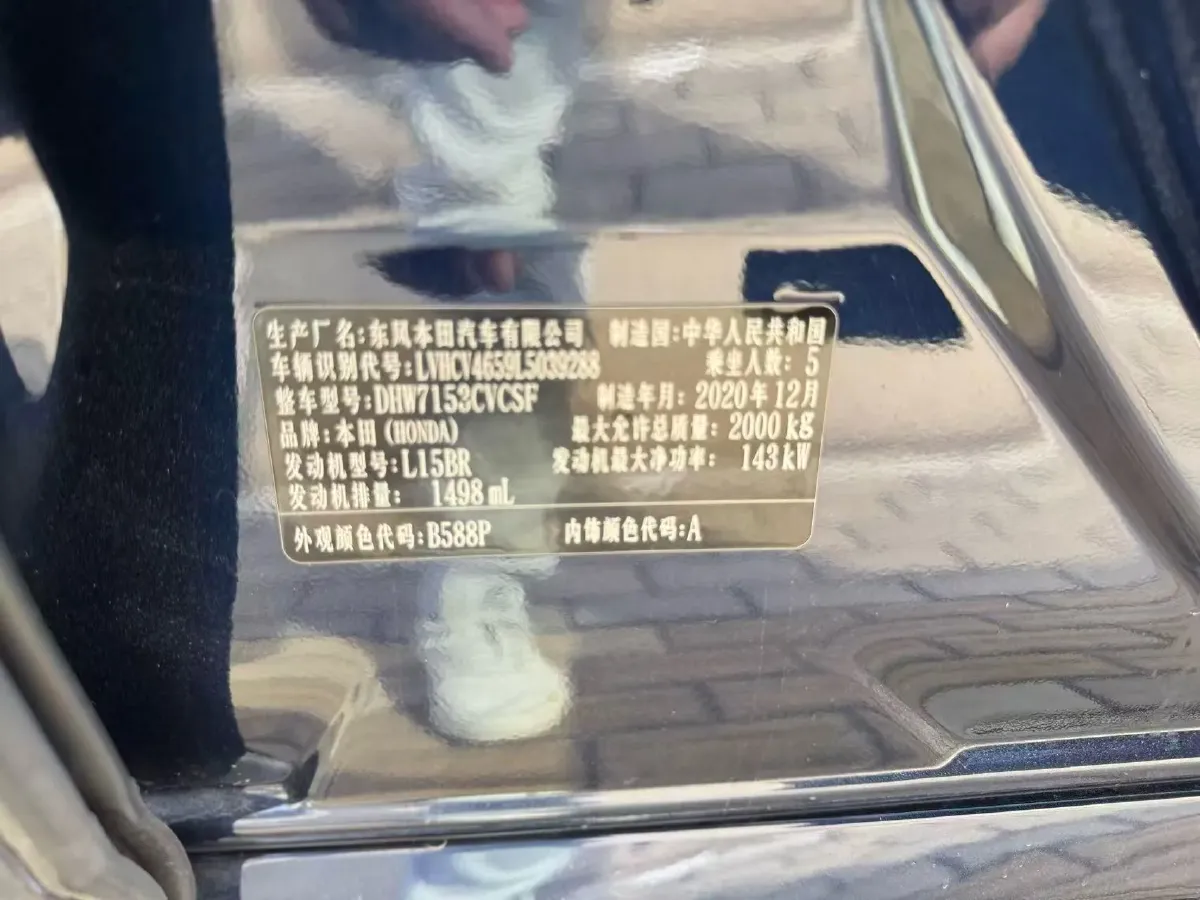 生产厂名:东风本田汽车有限公司 制造国:中华人民共和国
车辆识别代号:LVHCV4659L5039288 乘坐人数: 5
整车型号:DHW7153CVCSF 制造年月: 2020年12月
品牌:本田(HONDA) 最大允许总质量: 2000 kg
发动机型号:L15BR 发动机最大净功率: 143 kW
发动机排量: 1498 mL
外观颜色代码:B588P 内饰颜色代码:A